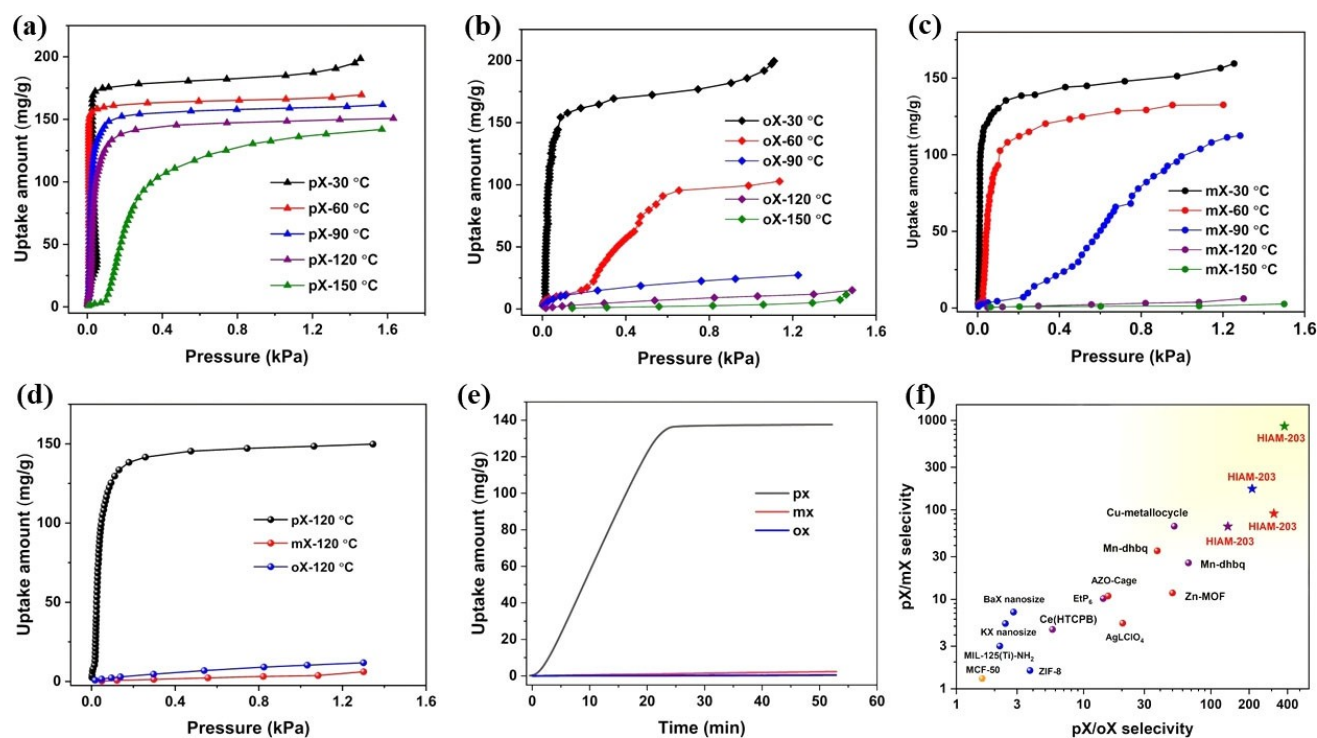 (a)
Uptake amount (mg/g)
200
150
100
50
0
pX-30 °C
pX-60 °C
pX-90 °C
pX-120 °C
pX-150 °C
0.0 0.4 0.8 1.2 1.6
Pressure (kPa)
(b)
Uptake amount (mg/g)
200
150
100
50
0
oX-30 °C
oX-60 °C
oX-90 °C
oX-120 °C
oX-150 °C
0.0 0.4 0.8 1.2 1.6
Pressure (kPa)
(c)
Uptake amount (mg/g)
150
100
50
0
mX-30 °C
mX-60 °C
mX-90 °C
mX-120 °C
mX-150 °C
0.0 0.4 0.8 1.2 1.6
Pressure (kPa)
(d)
Uptake amount (mg/g)
150
100
50
0
pX-120 °C
mX-120 °C
oX-120 °C
0.0 0.4 0.8 1.2 1.6
Pressure (kPa)
(e)
Uptake amount (mg/g)
140
120
100
80
60
40
20
0
px
mx
ox
0 10 20 30 40 50 60
Time (min)
(f)
pX/mX selecivity
1000
300
100
30
10
3
1
HIAM-203
HIAM-203
HIAM-203
HIAM-203
Cu-metallocycle
Mn-dhbq
Mn-dhbq
AZO-Cage
Zn-MOF
EtP₆
BaX nanosize
Ce(HTCPB)
AgLClO₄
KX nanosize
MIL-125(Ti)-NH₂
MCF-50
ZIF-8
1 3 10 30 100 200 400
pX/oX selecivity